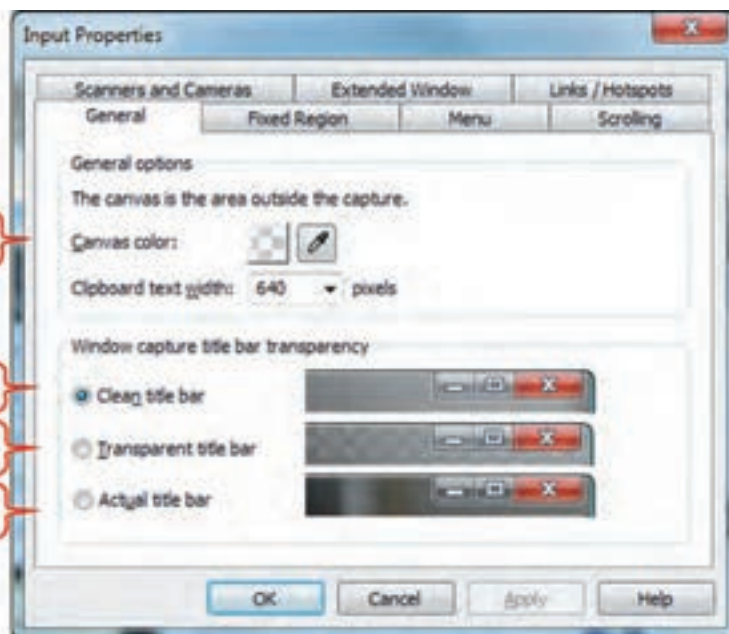 Input Properties
Scanners and Cameras Extended Window Links / Hotspots
General Fixed Region Menu Scrolling
General options
The canvas is the area outside the capture.
Canvas color:
Clipboard text width: 640 pixels
Window capture title bar transparency
Clean title bar
Transparent title bar
Actual title bar
OK Cancel Apply Help